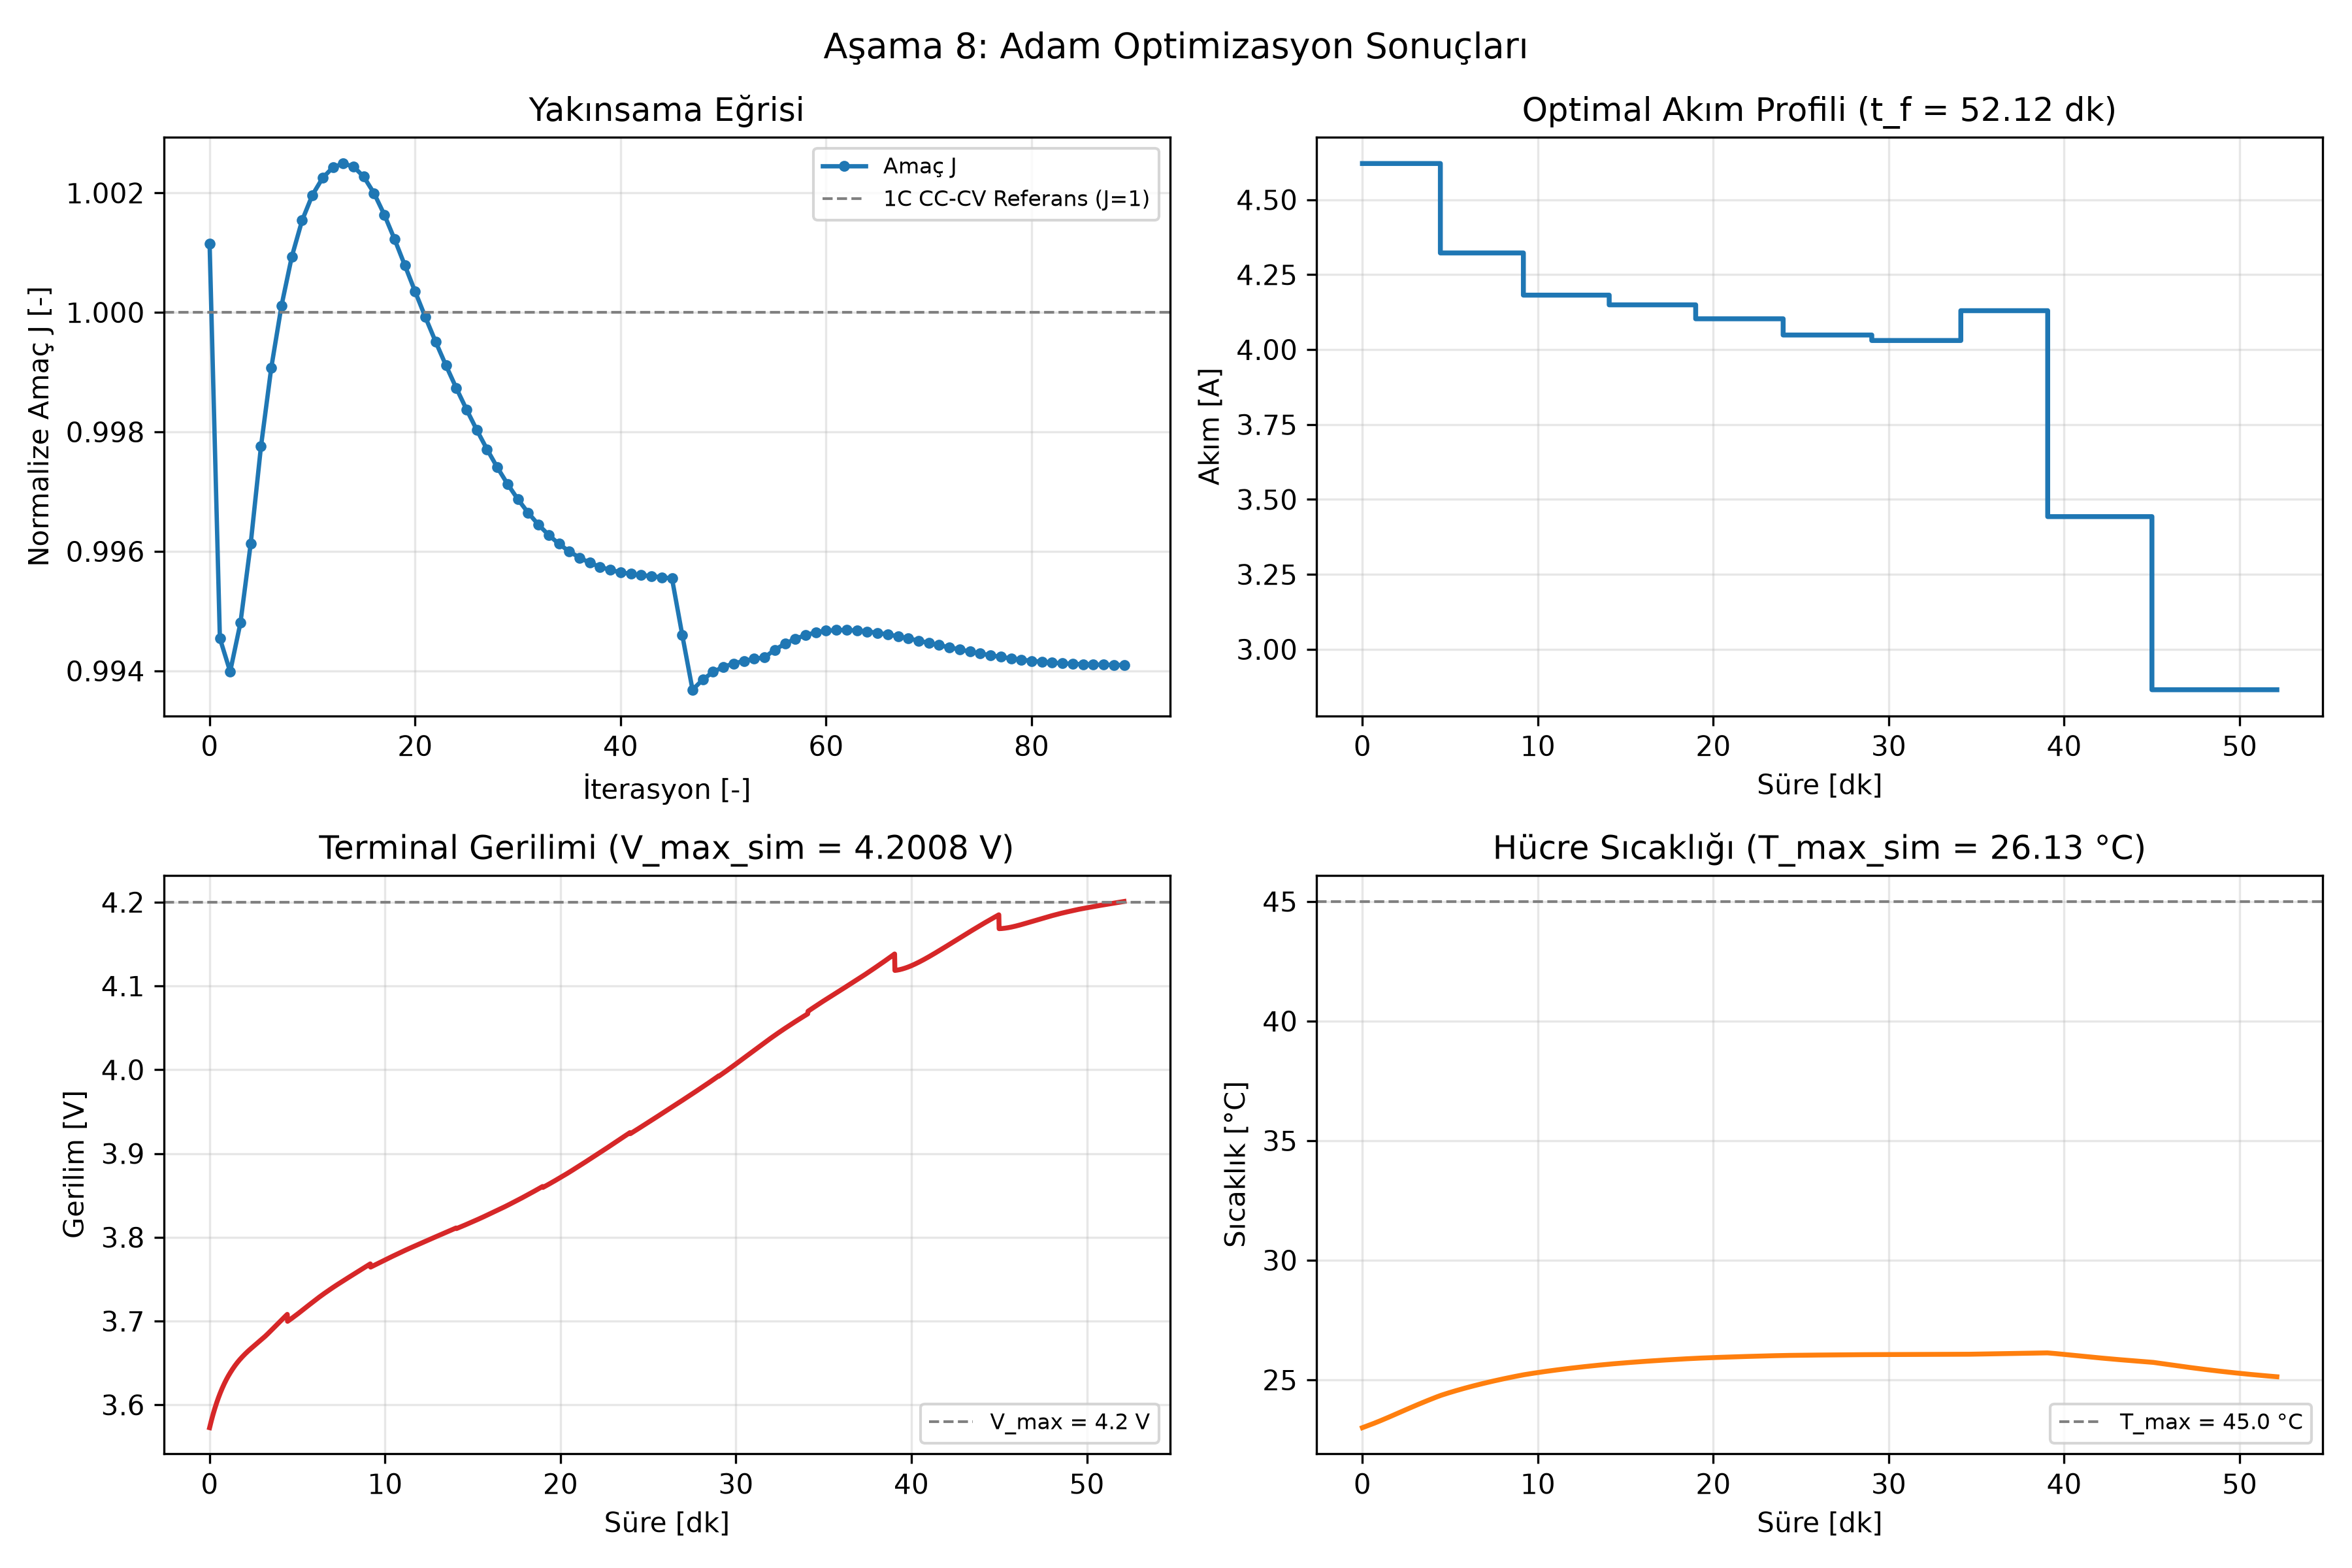 Aşama 8: Adam Optimizasyon Sonuçları
Yakınsama Eğrisi
Normalize Amaç J [-]
1.002
1.000
0.998
0.996
0.994
Amaç J
1C CC-CV Referans (J=1)
0 20 40 60 80
İterasyon [-]
Optimal Akım Profili (t_f = 52.12 dk)
Akım [A]
4.50
4.25
4.00
3.75
3.50
3.25
3.00
0 10 20 30 40 50
Süre [dk]
Terminal Gerilimi (V_max_sim = 4.2008 V)
Gerilim [V]
4.2
4.1
4.0
3.9
3.8
3.7
3.6
V_max = 4.2 V
0 10 20 30 40 50
Süre [dk]
Hücre Sıcaklığı (T_max_sim = 26.13 °C)
Sıcaklık [°C]
45
40
35
30
25
T_max = 45.0 °C
0 10 20 30 40 50
Süre [dk]